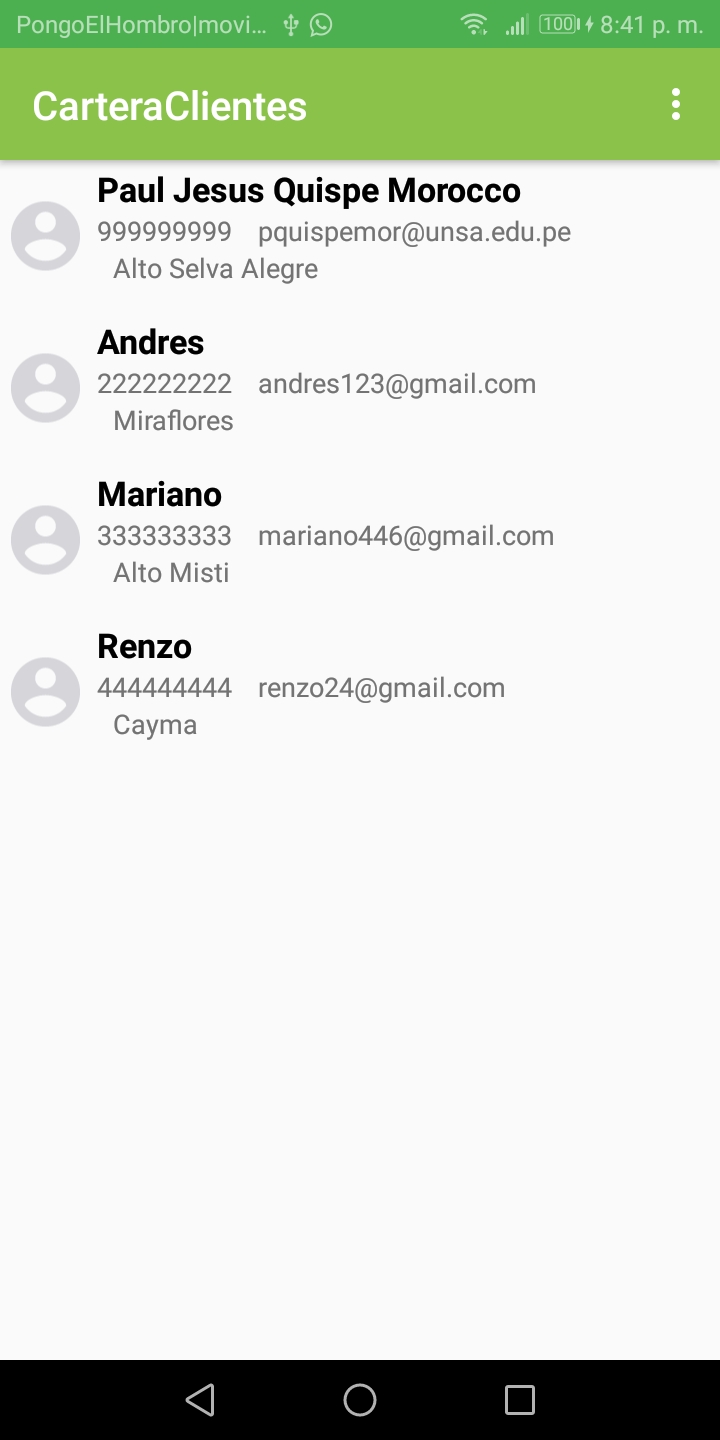 PongoElHombro|movi... 100 8:41 p. m.
CarteraClientes
Paul Jesus Quispe Morocco
999999999 pquispemor@unsa.edu.pe
Alto Selva Alegre
Andres
222222222 andres123@gmail.com
Miraflores
Mariano
333333333 mariano446@gmail.com
Alto Misti
Renzo
444444444 renzo24@gmail.com
Cayma